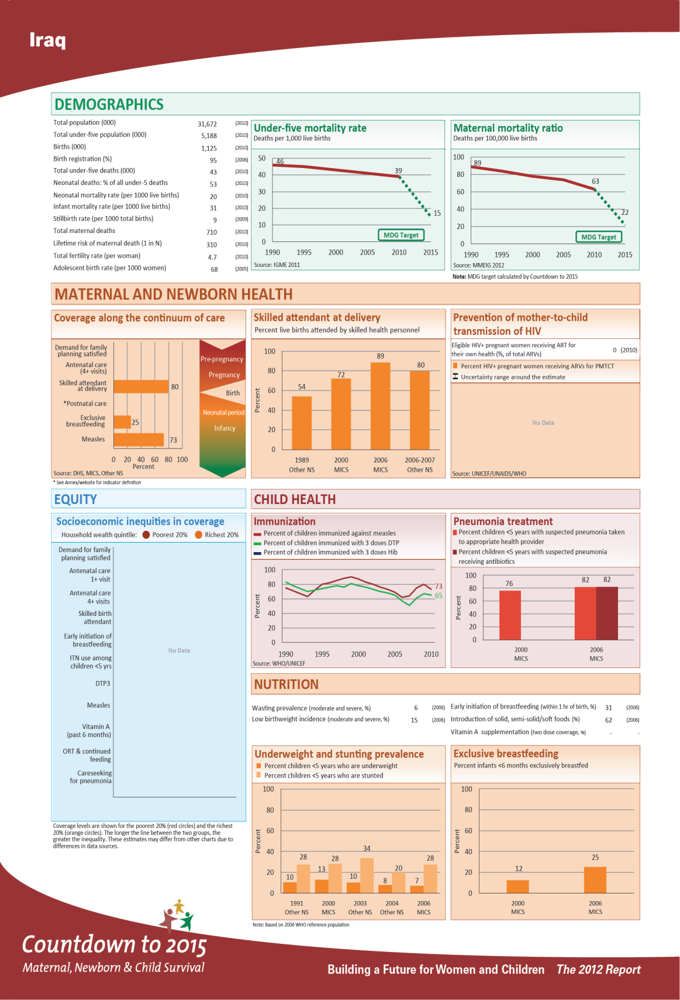 Iraq
DEMOGRAPHICS
Total population (000) 31,672 (2010)
Total under-five population (000) 5,188 (2010)
Births (000) 1,125 (2010)
Birth registration (%) 95 (2006)
Total under-five deaths (000) 43 (2010)
Neonatal deaths: % of all under-5 deaths 53 (2010)
Neonatal mortality rate (per 1000 live births) 20 (2010)
Infant mortality rate (per 1000 live births) 31 (2010)
Stillbirth rate (per 1000 total births) 9 (2009)
Total maternal deaths 710 (2010)
Lifetime risk of maternal death (1 in N) 310 (2010)
Total fertility rate (per woman) 4.7 (2010)
Adolescent birth rate (per 1000 women) 68 (2005)
Under-five mortality rate
Deaths per 1,000 live births
50
40
30
20
10
0
46
39
15
MDG Target
1990 1995 2000 2005 2010 2015
Source: IGME 2011
Maternal mortality ratio
Deaths per 100,000 live births
100
80
60
40
20
0
89
63
22
MDG Target
1990 1995 2000 2005 2010 2015
Source: MMEIG 2012
Note: MDG target calculated by Countdown to 2015
MATERNAL AND NEWBORN HEALTH
Coverage along the continuum of care
Demand for family
planning satisfied
Antenatal care
(4+ visits)
Skilled attendant
at delivery
80
*Postnatal care
Exclusive
breastfeeding
25
Measles
73
0 20 40 60 80 100
Percent
Pre-pregnancy
Pregnancy
Birth
Neonatal period
Infancy
Source: DHS, MICS, Other NS
* See Annex/website for indicator definition
Skilled attendant at delivery
Percent live births attended by skilled health personnel
Percent
100
80
60
40
20
0
54
72
89
80
1989 2000 2006 2006-2007
Other NS MICS MICS Other NS
Prevention of mother-to-child
transmission of HIV
Eligible HIV+ pregnant women receiving ART for
their own health (%, of total ARVs) 0 (2010)
Percent HIV+ pregnant women receiving ARVs for PMTCT
Uncertainty range around the estimate
No Data
Source: UNICEF/UNAIDS/WHO
EQUITY
Socioeconomic inequities in coverage
Household wealth quintile: Poorest 20% Richest 20%
Demand for family
planning satisfied
Antenatal care
1+ visit
Antenatal care
4+ visits
Skilled birth
attendant
Early initiation of
breastfeeding
ITN use among
children <5 yrs
DTP3
Measles
Vitamin A
(past 6 months)
ORT & continued
feeding
Careseeking
for pneumonia
No Data
Coverage levels are shown for the poorest 20% (red circles) and the richest
20% (orange circles). The longer the line between the two groups, the
greater the inequality. These estimates may differ from other charts due to
differences in data sources.
CHILD HEALTH
Immunization
Percent of children immunized against measles
Percent of children immunized with 3 doses DTP
Percent of children immunized with 3 doses Hib
Percent
100
80
60
40
20
0
73
65
1990 1995 2000 2005 2010
Source: WHO/UNICEF
Pneumonia treatment
Percent children <5 years with suspected pneumonia taken
to appropriate health provider
Percent children <5 years with suspected pneumonia
receiving antibiotics
Percent
100
80
60
40
20
0
76
82 82
2000 2006
MICS MICS
NUTRITION
Wasting prevalence (moderate and severe, %) 6 (2006)
Low birthweight incidence (moderate and severe, %) 15 (2006)
Early initiation of breastfeeding (within 1 hr of birth, %) 31 (2006)
Introduction of solid, semi-solid/soft foods (%) 62 (2006)
Vitamin A supplementation (two dose coverage, %) - -
Underweight and stunting prevalence
Percent children <5 years who are underweight
Percent children <5 years who are stunted
Percent
100
80
60
40
20
0
10 28
13 28
10 34
8 20
7 28
1991 2000 2003 2004 2006
Other NS MICS Other NS Other NS MICS
Note: Based on 2006 WHO reference population
Exclusive breastfeeding
Percent infants <6 months exclusively breastfed
Percent
100
80
60
40
20
0
12
25
2000 2006
MICS MICS
Countdown to 2015
Maternal, Newborn & Child Survival
Building a Future for Women and Children The 2012 Report